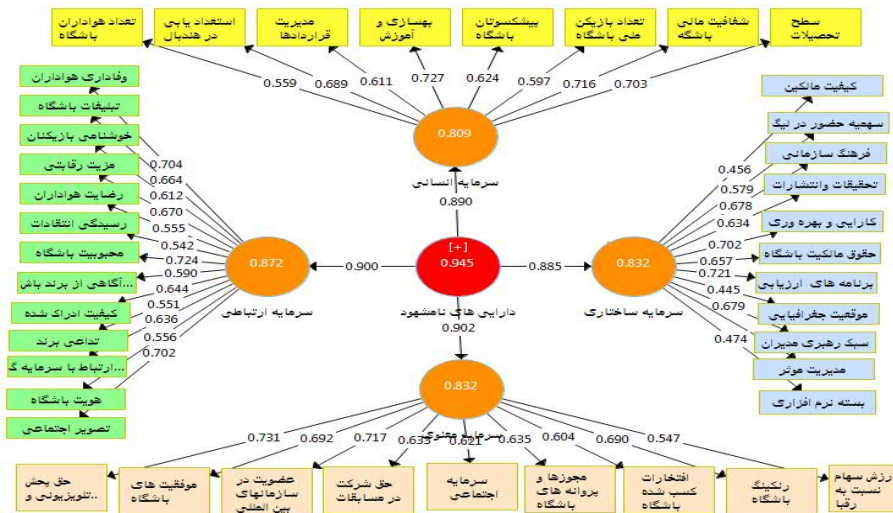 تعداد هواداران
باشگاه
استعداد یابی
در هندبال
مدیریت
قراردادها
بهسازی و
آموزش
پیشکسوتان
باشگاه
تعداد بازیکن
ملی باشگاه
شفافیت مالی
باشگه
سطح
تحصیلات
0.559
0.689
0.611
0.727
0.624
0.597
0.716
0.703
0.809
سرمایه انسانی
0.890
وفاداری هواداران
تبلیغات باشگاه
خوشنامی بازیکنان
مزیت رقابتی
رضایت هواداران
رسیدگی انتقادات
محبوبیت باشگاه
آگاهی از برند باش...
کیفیت ادراک شده
تداعی برند
ارتباط با سرمایه گ...
هویت باشگاه
تصویر اجتماعی
0.704
0.664
0.612
0.670
0.555
0.542
0.724
0.590
0.644
0.551
0.636
0.556
0.702
0.872
سرمایه ارتباطی
0.900
[+]
0.945
دارایی های نامشهود
0.885
0.832
سرمایه ساختاری
0.456
0.579
0.678
0.634
0.702
0.657
0.721
0.445
0.679
0.474
کیفیت مالکین
سهمیه حضور در لیگ
فرهنگ سازمانی
تحقیقات وانتشارات
کارایی و بهره وری
حقوق مالکیت باشگاه
برنامه های ارزیابی
موقعیت جغرافیایی
سبک رهبری مدیران
مدیریت موثر
بسته نرم افزاری
0.902
0.832
سرمایه معنوی
0.731
0.692
0.717
0.635
0.621
0.635
0.604
0.690
0.547
حق پخش
تلویزیونی و...
موفقیت های
باشگاه
عضویت در
سازمانهای
بین المللی
حق شرکت
در مسابقات
سرمایه
اجتماعی
مجوزها و
پروانه های
باشگاه
افتخارات
کسب شده
باشگاه
رنکینگ
باشگاه
ارزش سهام
نسبت به
رقبا